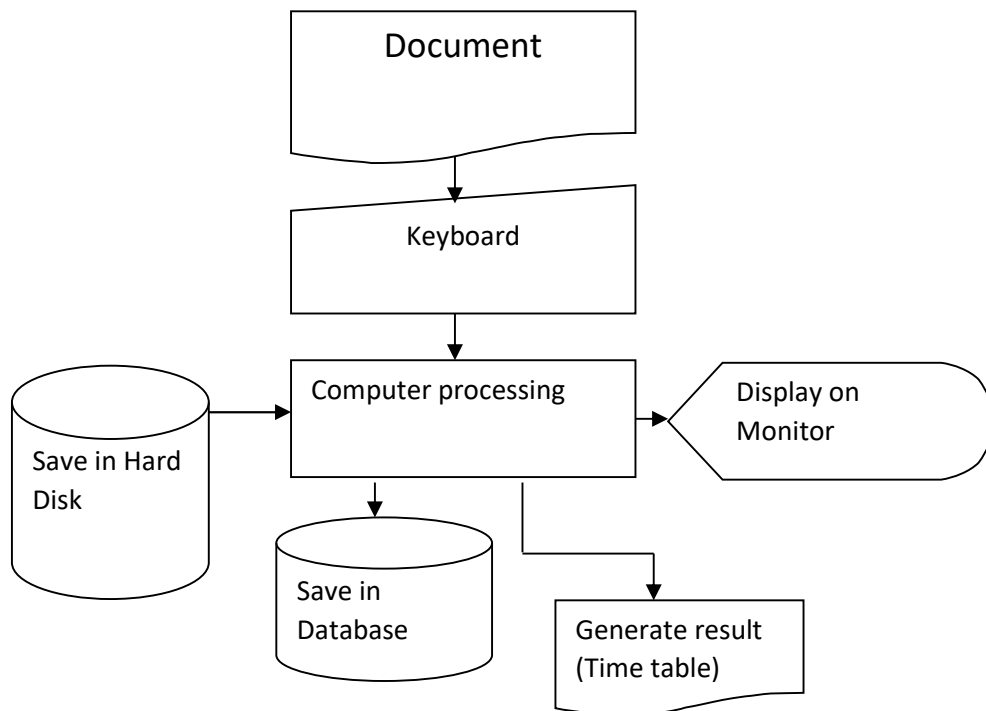 Document
Keyboard
Computer processing
Display on
Monitor
Save in Hard
Disk
Save in
Database
Generate result
(Time table)